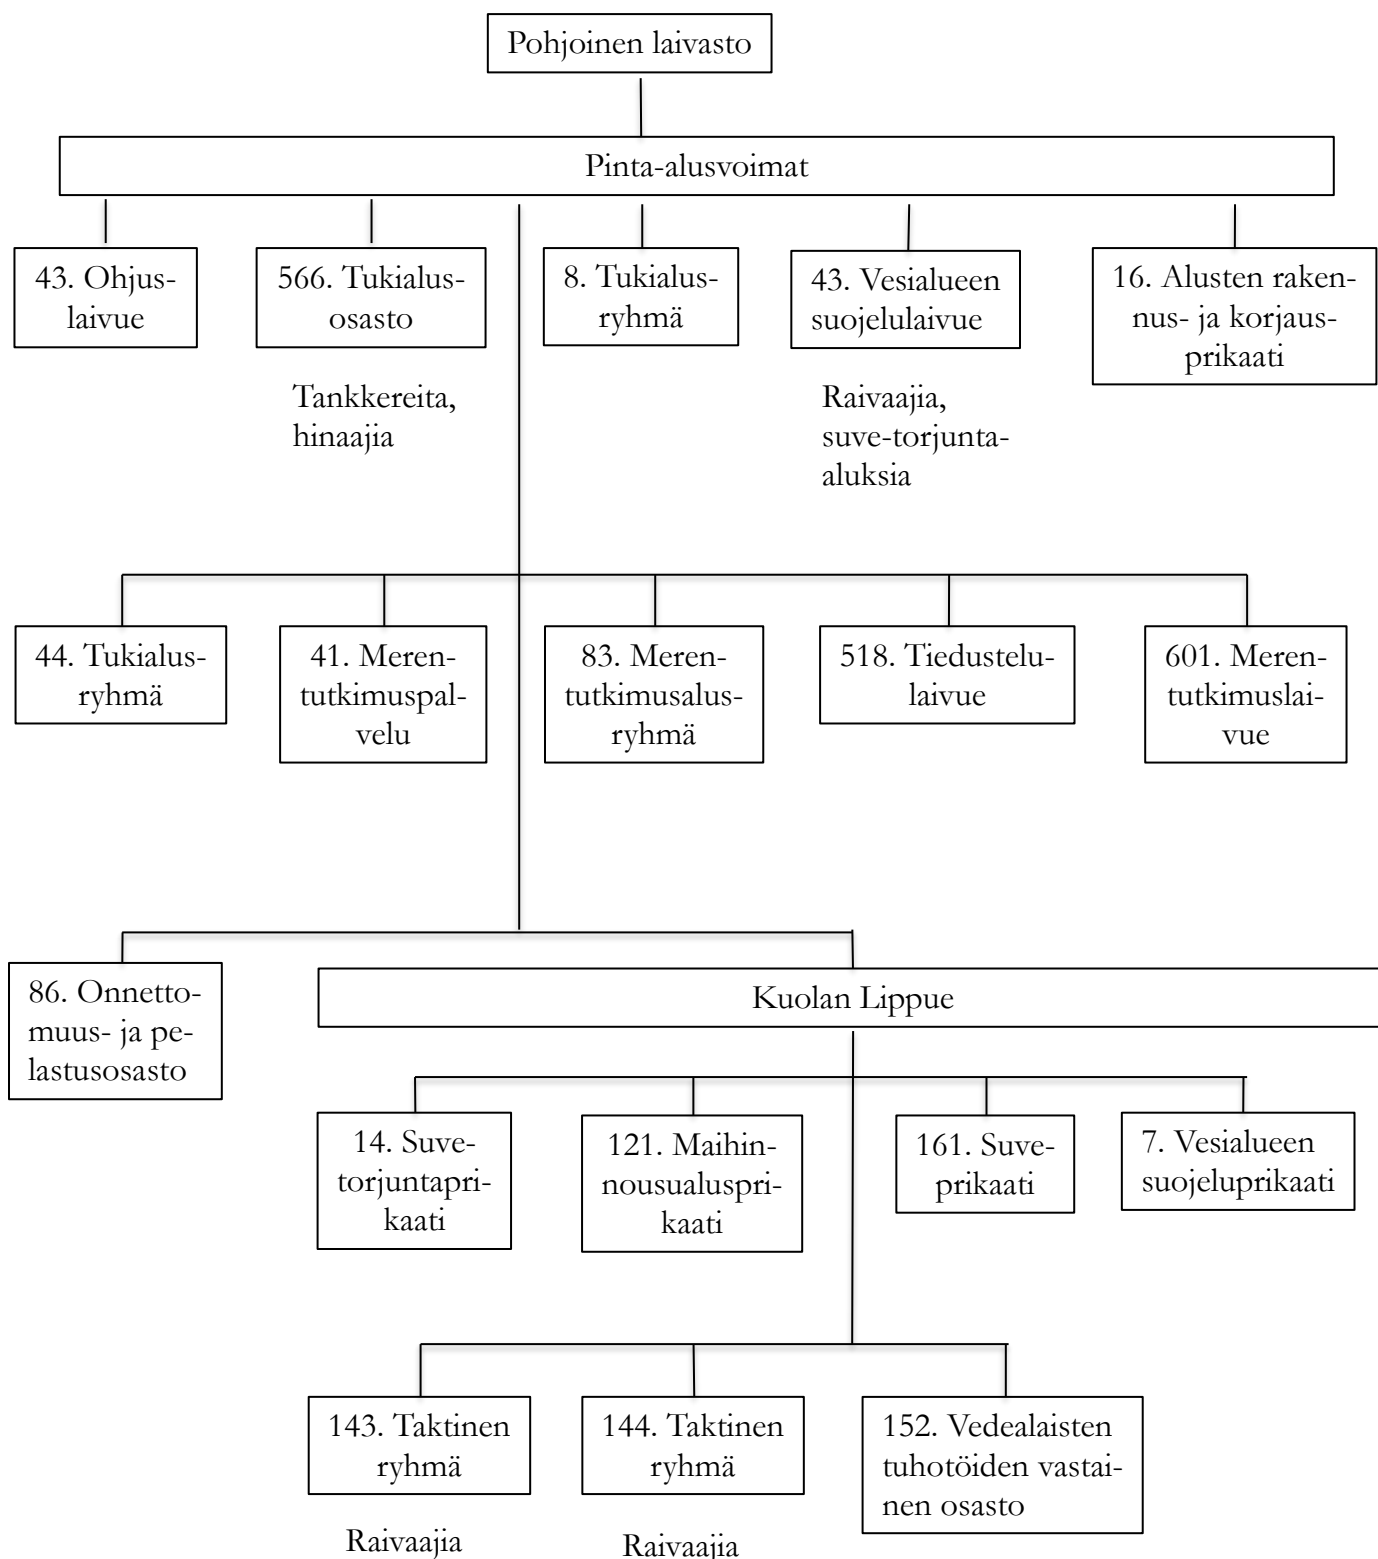 Pohjoinen laivasto
Pinta-alusvoimat
43. Ohjus-
laivue
566. Tukialus-
osasto
8. Tukialus-
ryhmä
43. Vesialueen
suojelulaivue
16. Alusten raken-
nus- ja korjaus-
prikaati
Tankkereita,
hinaajia
Raivaajia,
suve-torjunta-
aluksia
44. Tukialus-
ryhmä
41. Meren-
tutkimuspal-
velu
83. Meren-
tutkimusalus-
ryhmä
518. Tiedustelu-
laivue
601. Meren-
tutkimuslai-
vue
86. Onnetto-
muus- ja pe-
lastusosasto
Kuolan Lippue
14. Suve-
torjuntapri-
kaati
121. Maihin-
nousualuspri-
kaati
161. Suve-
prikaati
7. Vesialueen
suojeluprikaati
143. Taktinen
ryhmä
144. Taktinen
ryhmä
152. Vedealaisten
tuhotöiden vastai-
nen osasto
Raivaajia
Raivaajia